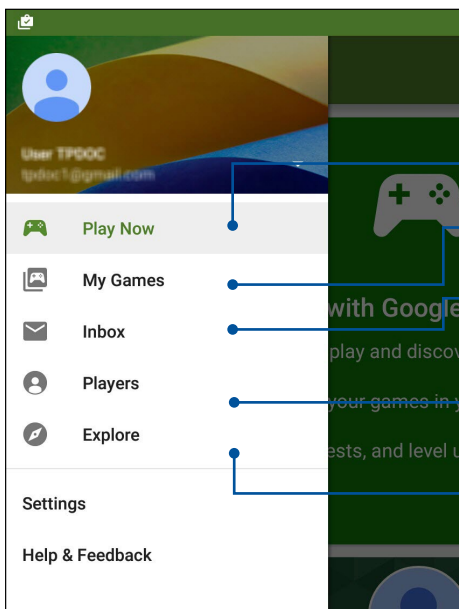 User TPDOC
tpdoc1@gmail.com
Play Now
My Games
with Google
Inbox
play and discov
Players
your games in y
Explore
ests, and level u
Settings
Help & Feedback